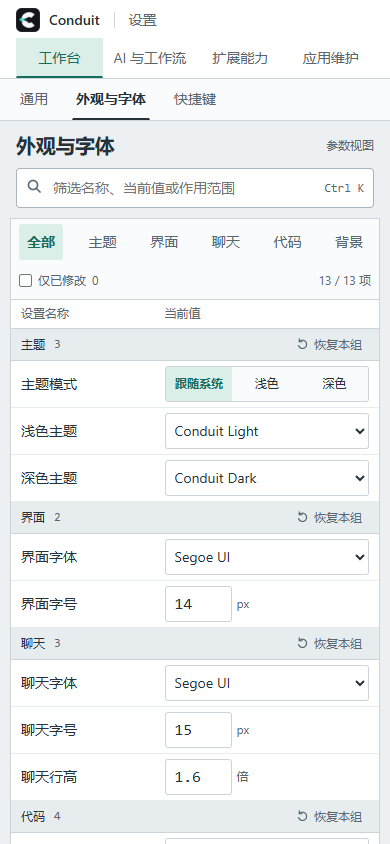 Conduit 设置
工作台 AI 与工作流 扩展能力 应用维护
通用 外观与字体 快捷键
外观与字体 参数视图
筛选名称、当前值或作用范围 Ctrl K
全部 主题 界面 聊天 代码 背景
仅已修改 0 13 / 13 项
设置名称 当前值
主题 3 恢复本组
主题模式 跟随系统 浅色 深色
浅色主题 Conduit Light
深色主题 Conduit Dark
界面 2 恢复本组
界面字体 Segoe UI
界面字号 14 px
聊天 3 恢复本组
聊天字体 Segoe UI
聊天字号 15 px
聊天行高 1.6 倍
代码 4 恢复本组